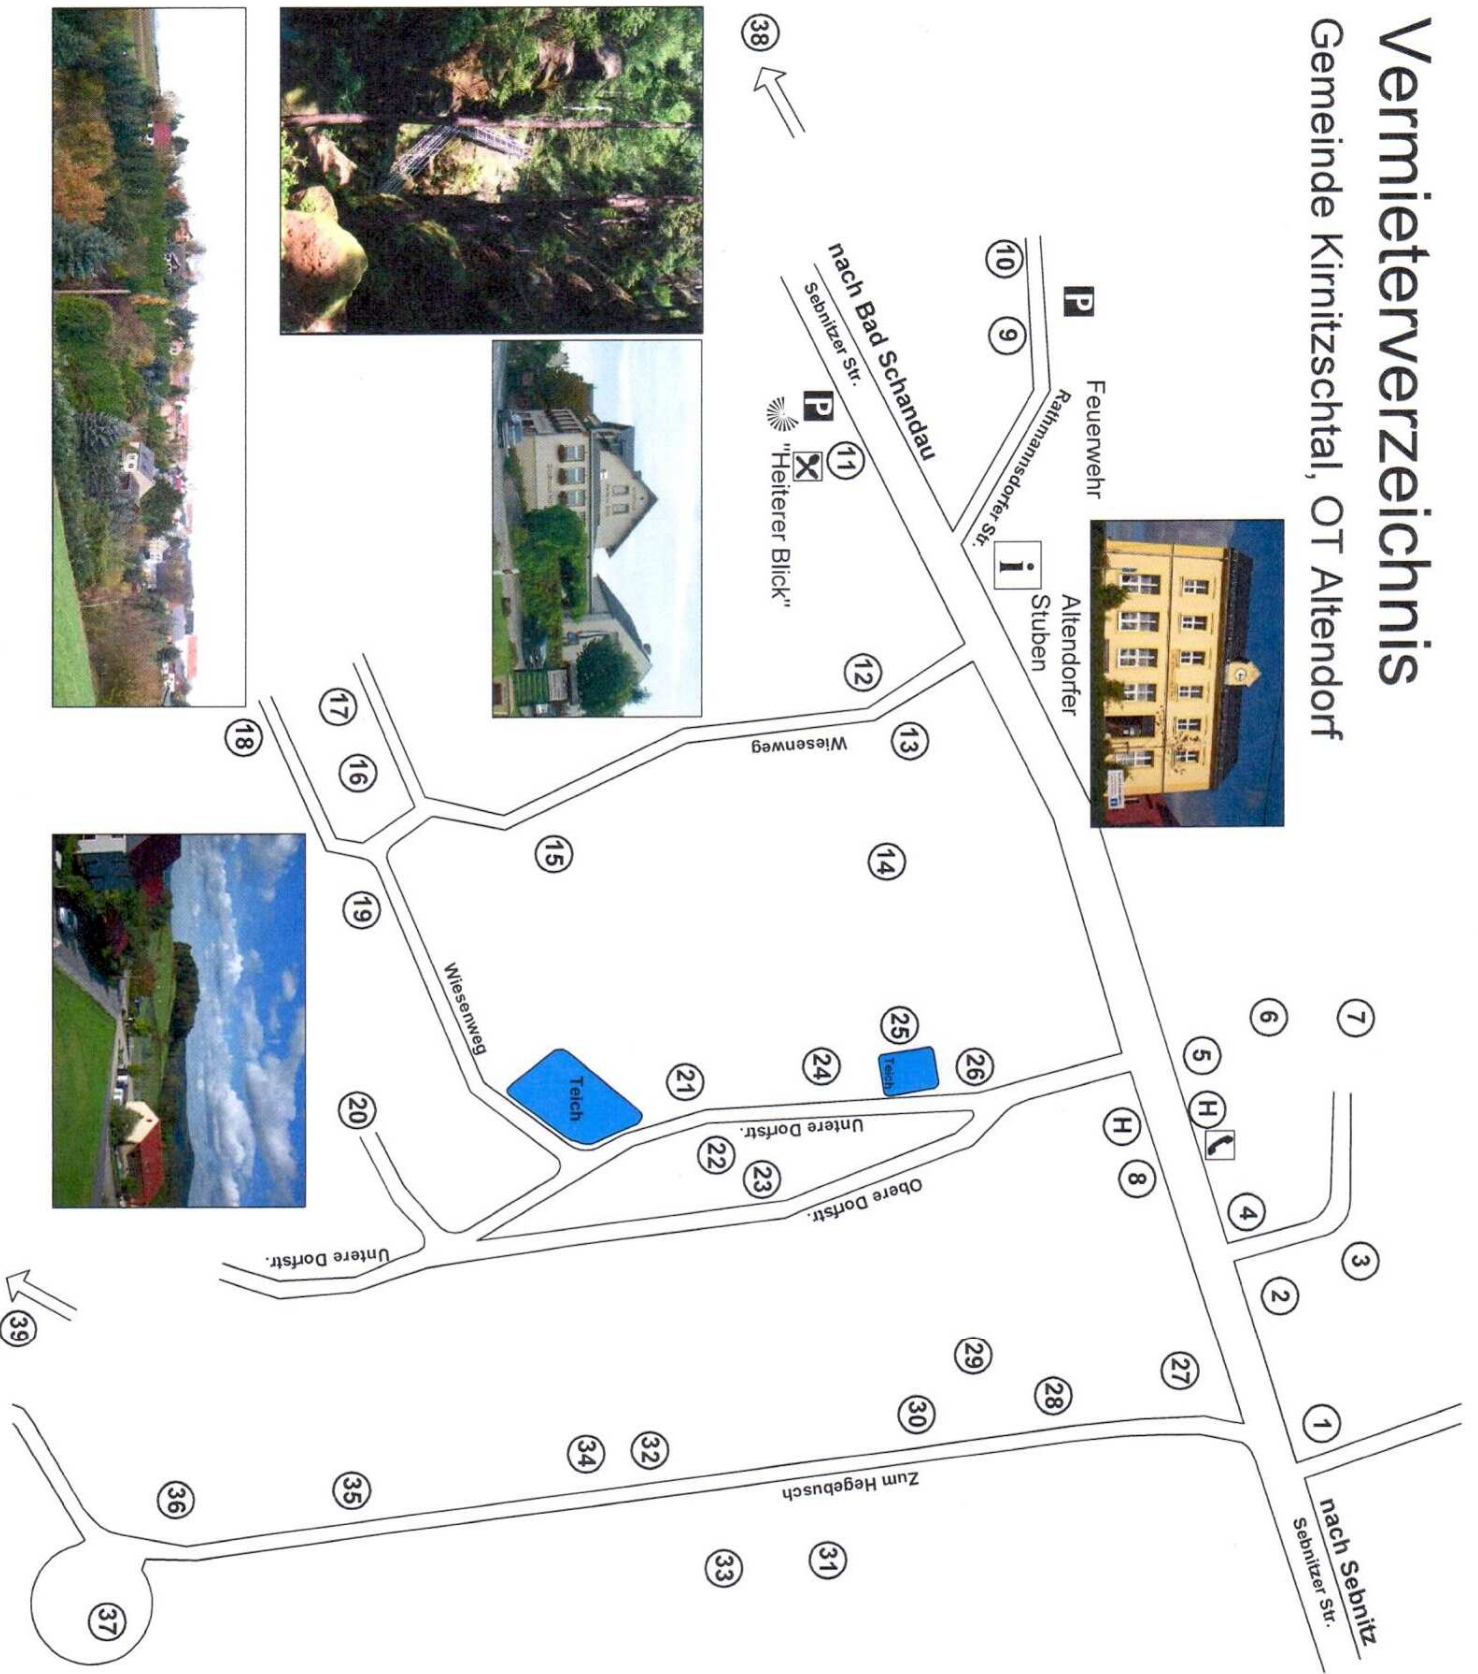 Vermieterverzeichnis
Gemeinde Kirnitzschtal, OT Altendorf
7
6
5
H
4
3
2
1
nach Sebnitz
Sebnitzer Str.
P
Feuerwehr
10
9
Rathmannsdorfer Str.
i
Altendorfer
Stuben
38
nach Bad Schandau
Sebnitzer Str.
P
11
"Heiterer Blick"
12
13
Wiesenweg
14
15
16
17
18
19
Wiesenweg
20
Teich
21
22
23
24
25
Teich
26
H
8
Untere Dorfstr.
Obere Dorfstr.
Untere Dorfstr.
39
27
28
29
30
Zum Hegebusch
31
32
33
34
35
36
37